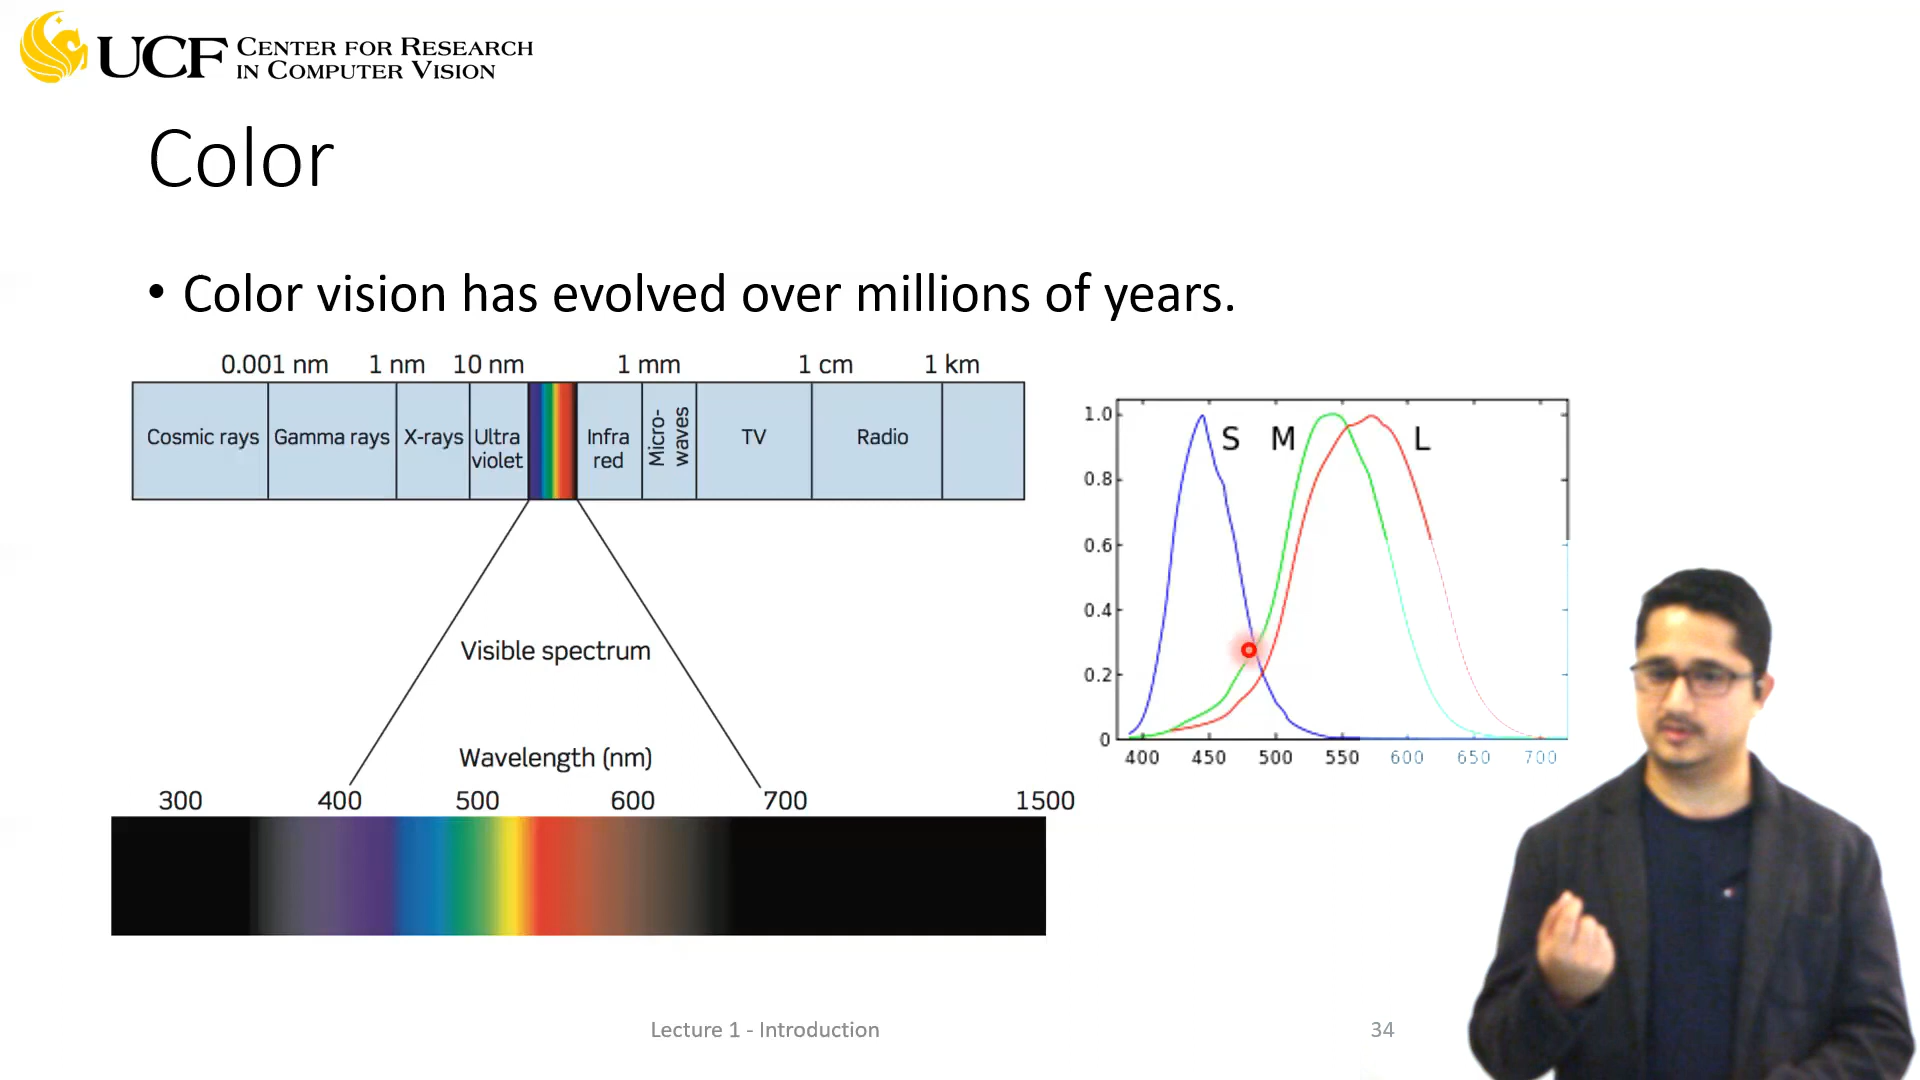 UCF CENTER FOR RESEARCH
IN COMPUTER VISION
Color
• Color vision has evolved over millions of years.
0.001 nm 1 nm 10 nm 1 mm 1 cm 1 km
Cosmic rays Gamma rays X-rays Ultra violet Infra red Micro-waves TV Radio
Visible spectrum
Wavelength (nm)
300 400 500 600 700 1500
S M L
1.0
0.8
0.6
0.4
0.2
0
400 450 500 550 600 650 700
Lecture 1 - Introduction
34